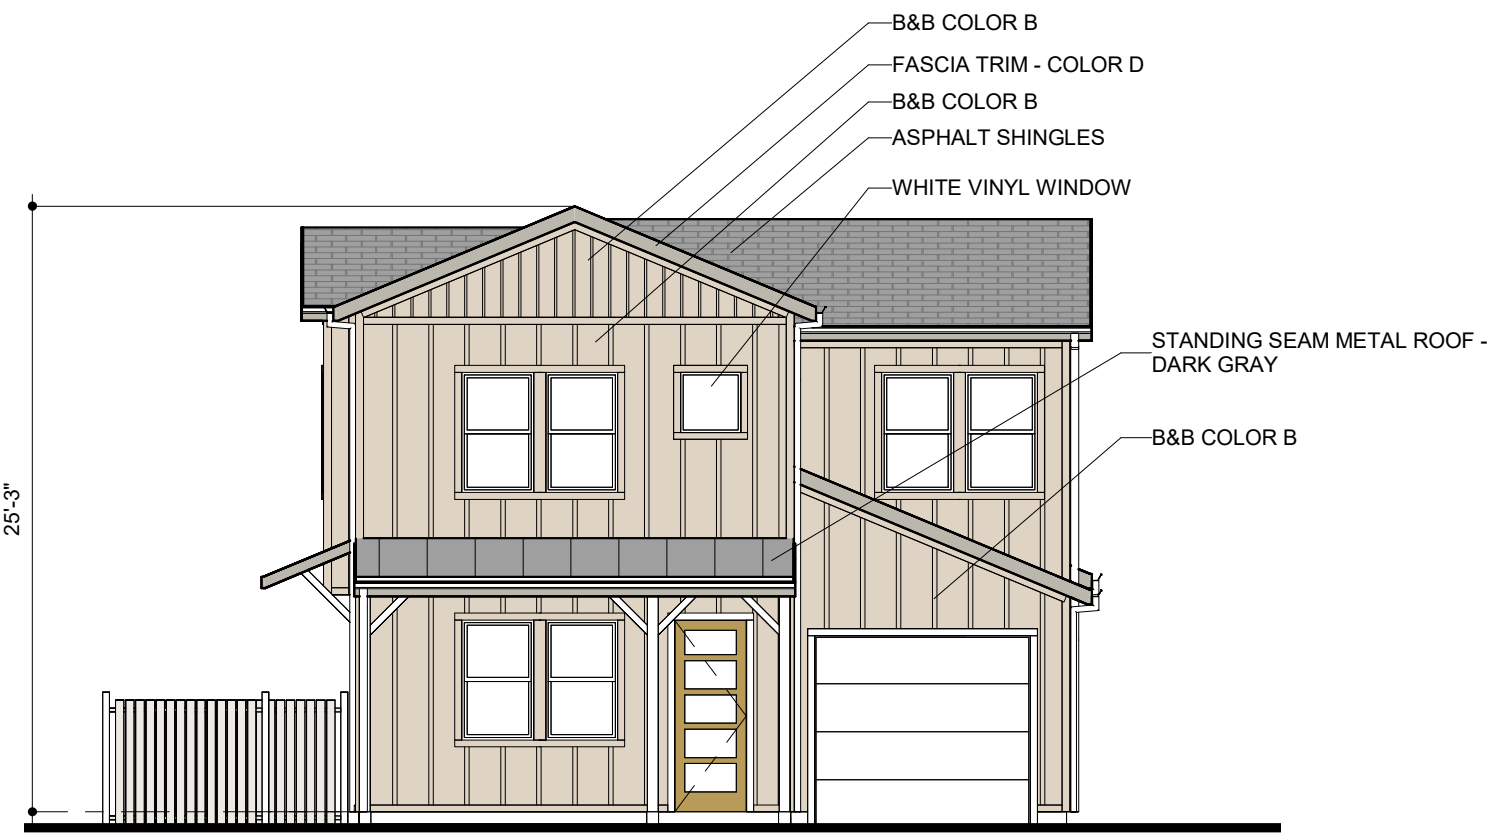 B&B COLOR B
FASCIA TRIM - COLOR D
B&B COLOR B
ASPHALT SHINGLES
WHITE VINYL WINDOW
STANDING SEAM METAL ROOF -
DARK GRAY
B&B COLOR B
25'-3"